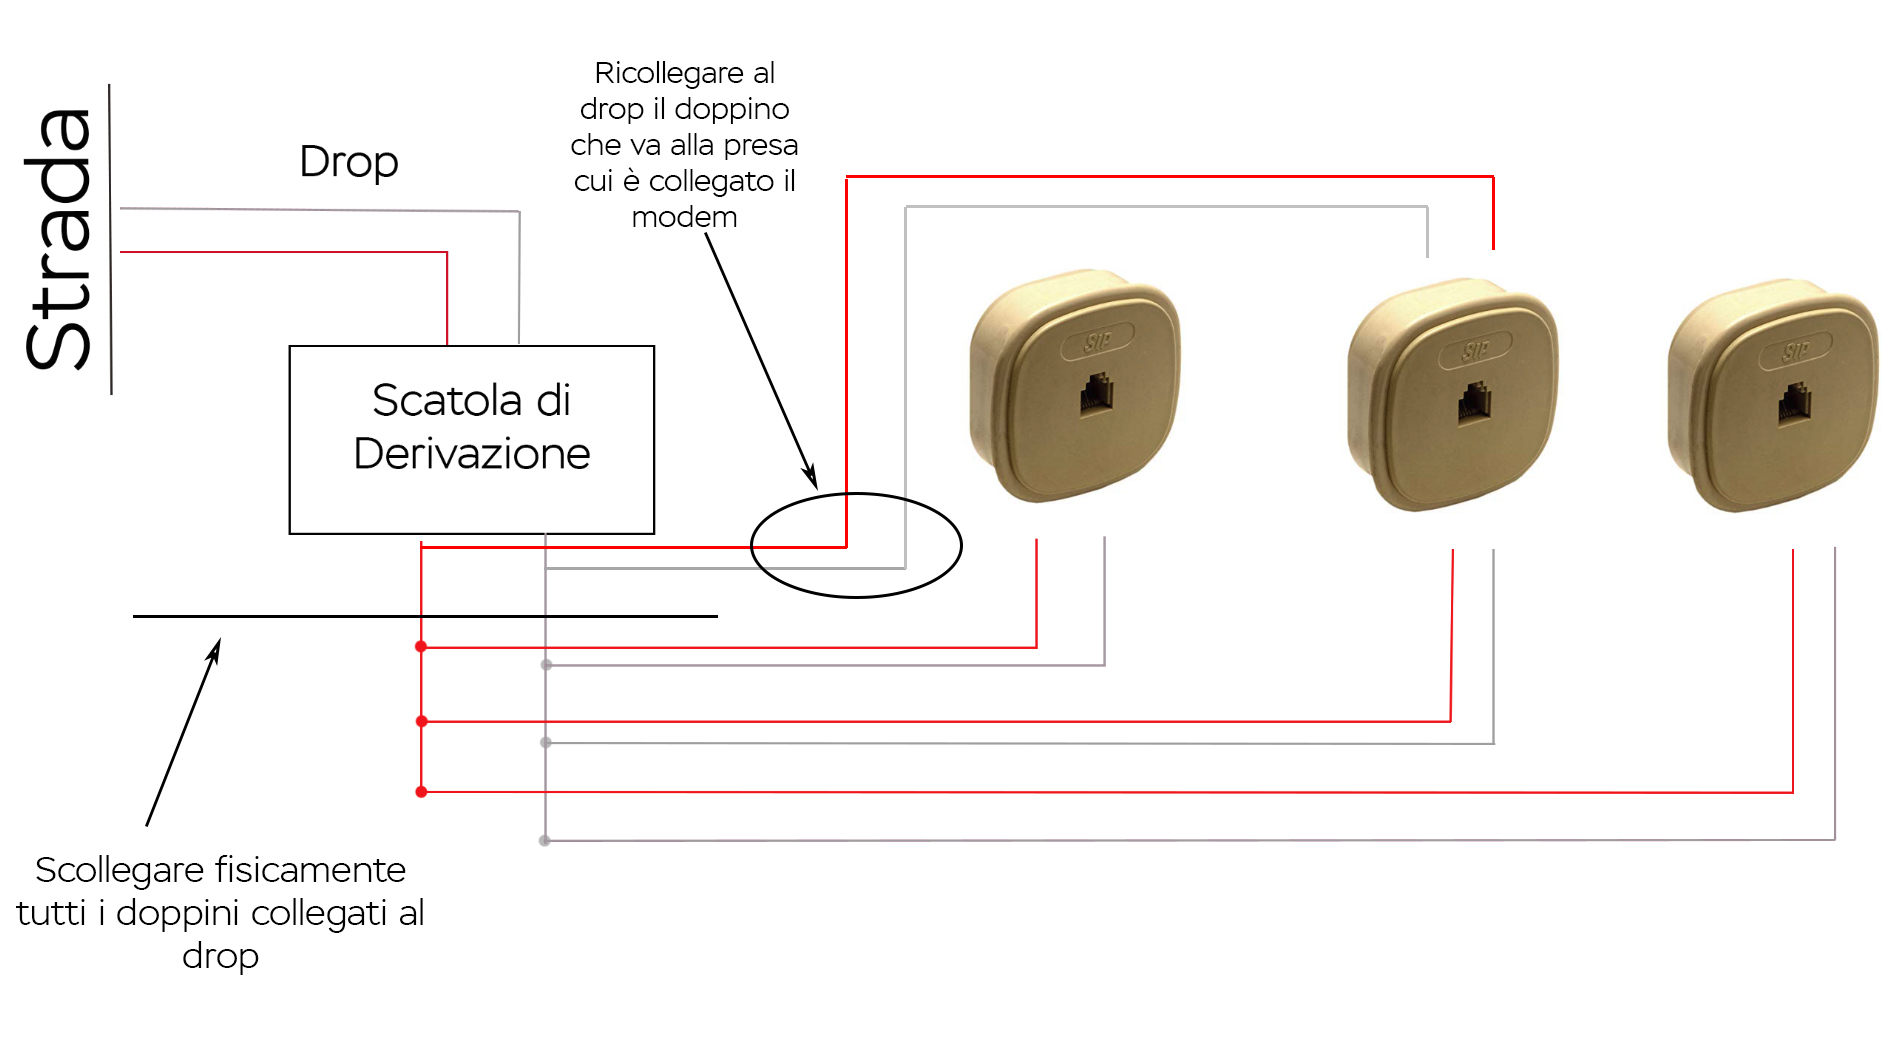 Strada
Drop
Ricollegare al
drop il doppino
che va alla presa
cui è collegato il
modem
Scatola di
Derivazione
SIP
SIP
SIP
Scollegare fisicamente
tutti i doppini collegati al
drop